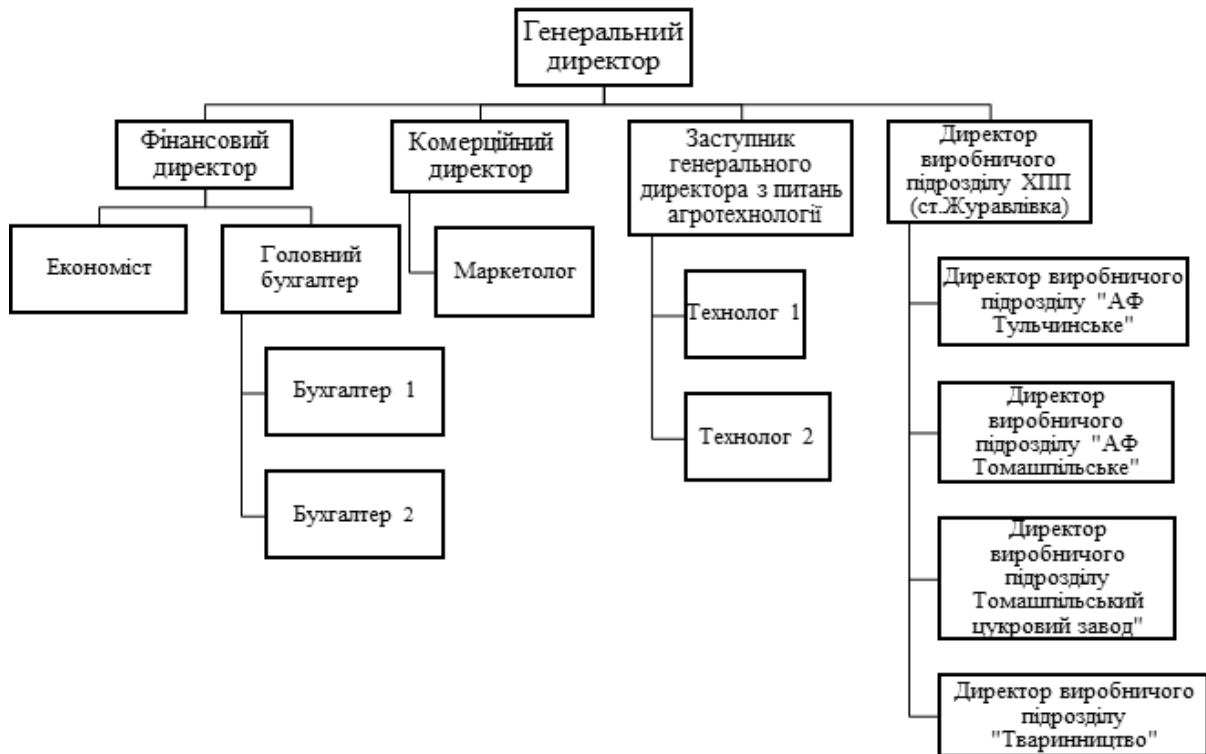 Генеральний
директор
Фінансовий
директор
Комерційний
директор
Заступник
генерального
директора з питань
агротехнології
Директор
виробничого
підрозділу ХПП
(ст.Журавлівка)
Економіст
Головний
бухгалтер
Маркетолог
Технолог 1
Директор виробничого
підрозділу "АФ
Тульчинське"
Бухгалтер 1
Технолог 2
Директор
виробничого
підрозділу "АФ
Томашпільське"
Бухгалтер 2
Директор
виробничого
підрозділу
Томашпільський
цукровий завод"
Директор виробничого
підрозділу
"Тваринництво"